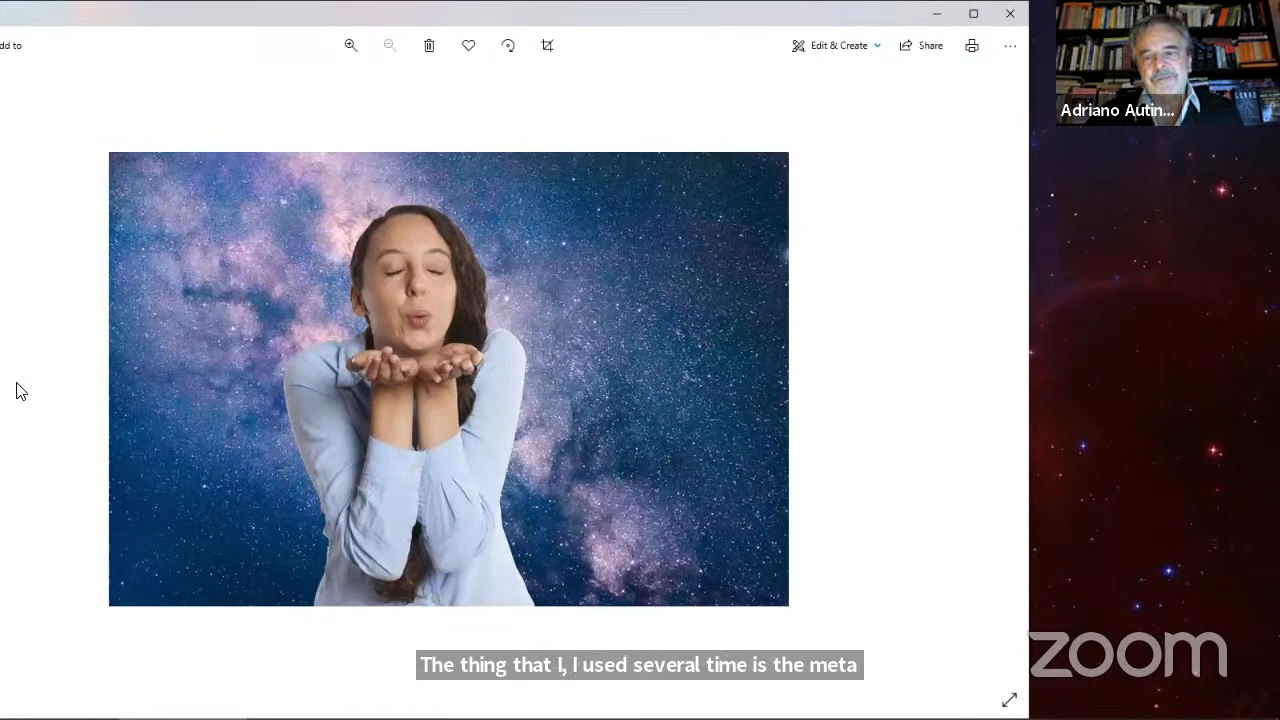 dd to
Edit & Create
Share
Adriano Autin...
The thing that I, I used several time is the meta
zoom